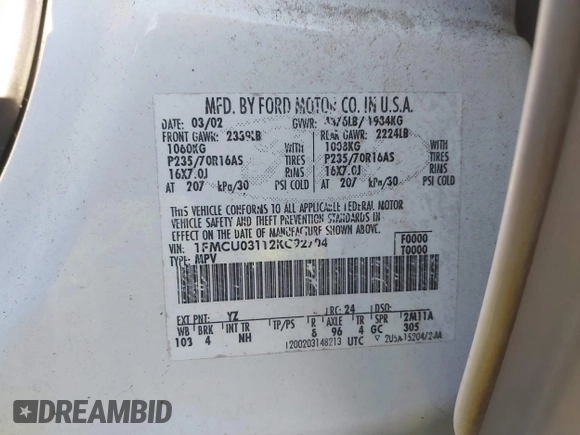 MFD. BY FORD MOTOR CO. IN U.S.A.
DATE: 03/02 GVWR: /1984KG
FRONT GAWR: 2339LB REAR GAWR: 2224LB
1060KG WITH 1008KG WITH
P235/70R16AS TIRES P235/70R16AS TIRES
16X7.0J RIMS 16X7.0J RIMS
AT 207 kPa/30 PSI COLD AT 207 kPa/30 PSI COLD
THIS VEHICLE CONFORMS TO ALL APPLICABLE FEDERAL MOTOR
VEHICLE SAFETY AND THEFT PREVENTION STANDARDS IN
EFFECT ON THE DATE OF MANUFACTURE SHOWN ABOVE.
VIN: F0000
TYPE: MPV T0000
EXT PNT: YZ RC: 24 DSO:
WB BRK INT TR TP/PS R AXLE TR SPR 2M11A
103 4 NH 8 96 4 GC 305
UTC
DREAMBID